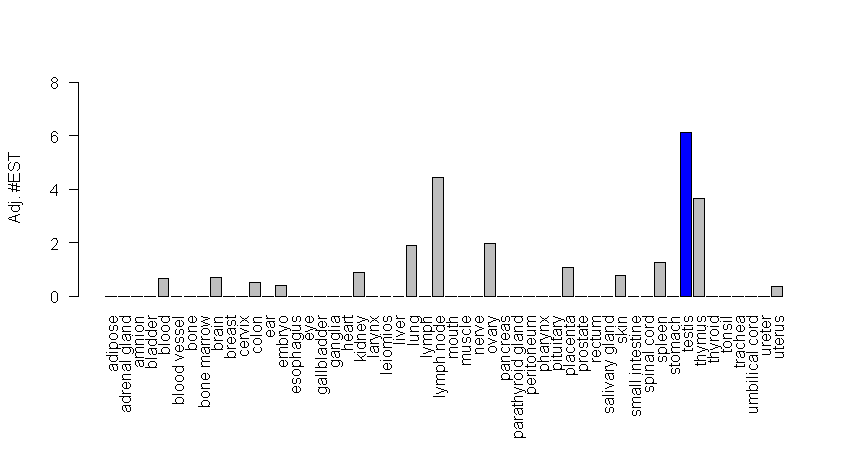 Adj. #EST
8
6
4
2
0
adipose
adrenal gland
amnion
bladder
blood
blood vessel
bone
bone marrow
brain
breast
cervix
colon
ear
embryo
esophagus
eye
gallbladder
ganglia
heart
kidney
larynx
leiomios
liver
lung
lymph
lymph node
mouth
muscle
nerve
ovary
pancreas
parathyroid gland
peritoneum
pharynx
pituitary
placenta
prostate
rectum
salivary gland
skin
small intestine
spinal cord
spleen
stomach
testis
thymus
thyroid
tonsil
trachea
umbilical cord
ureter
uterus